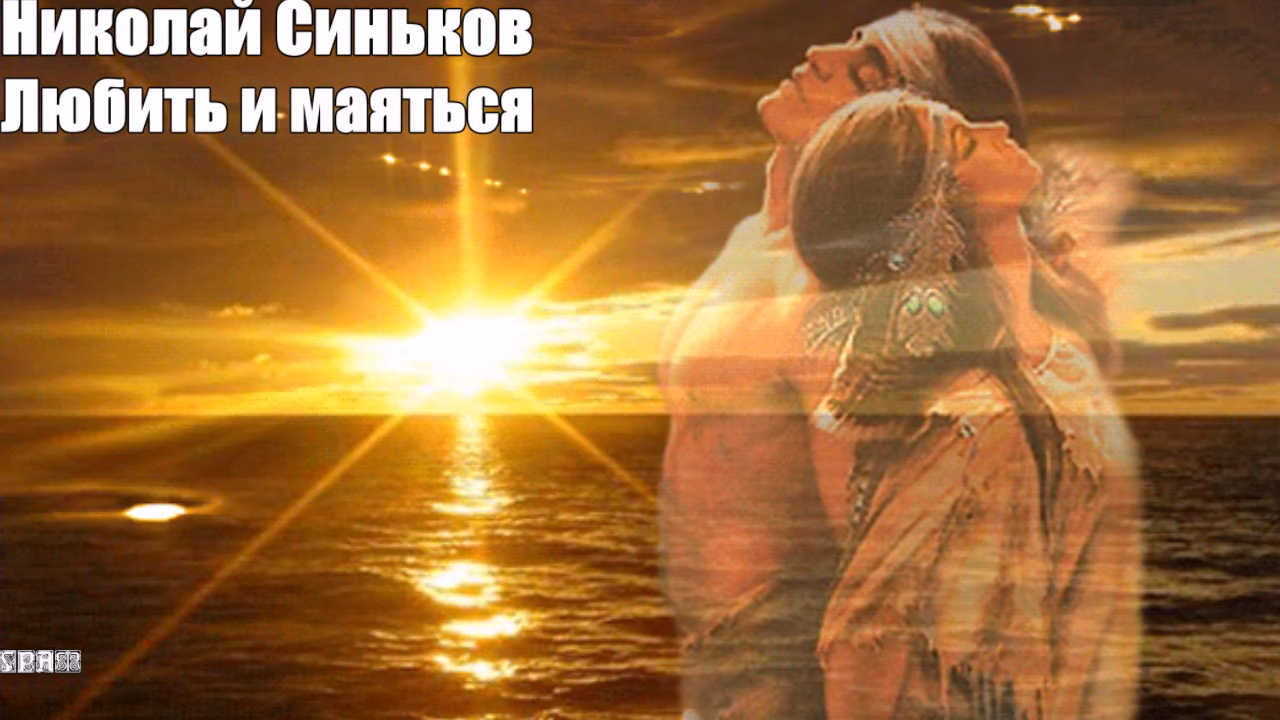 Николай Синьков
Любить и маяться